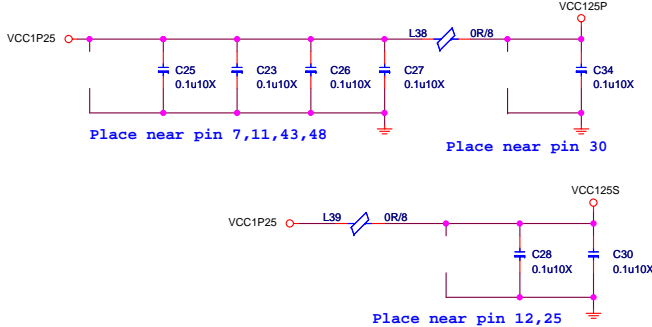 VCC125P
VCC1P25
L38 0R/8
C25 C23 C26 C27 C34
0.1u10X 0.1u10X 0.1u10X 0.1u10X 0.1u10X
Place near pin 7,11,43,48
Place near pin 30
VCC125S
VCC1P25 L39 0R/8
C28 C30
0.1u10X 0.1u10X
Place near pin 12,25